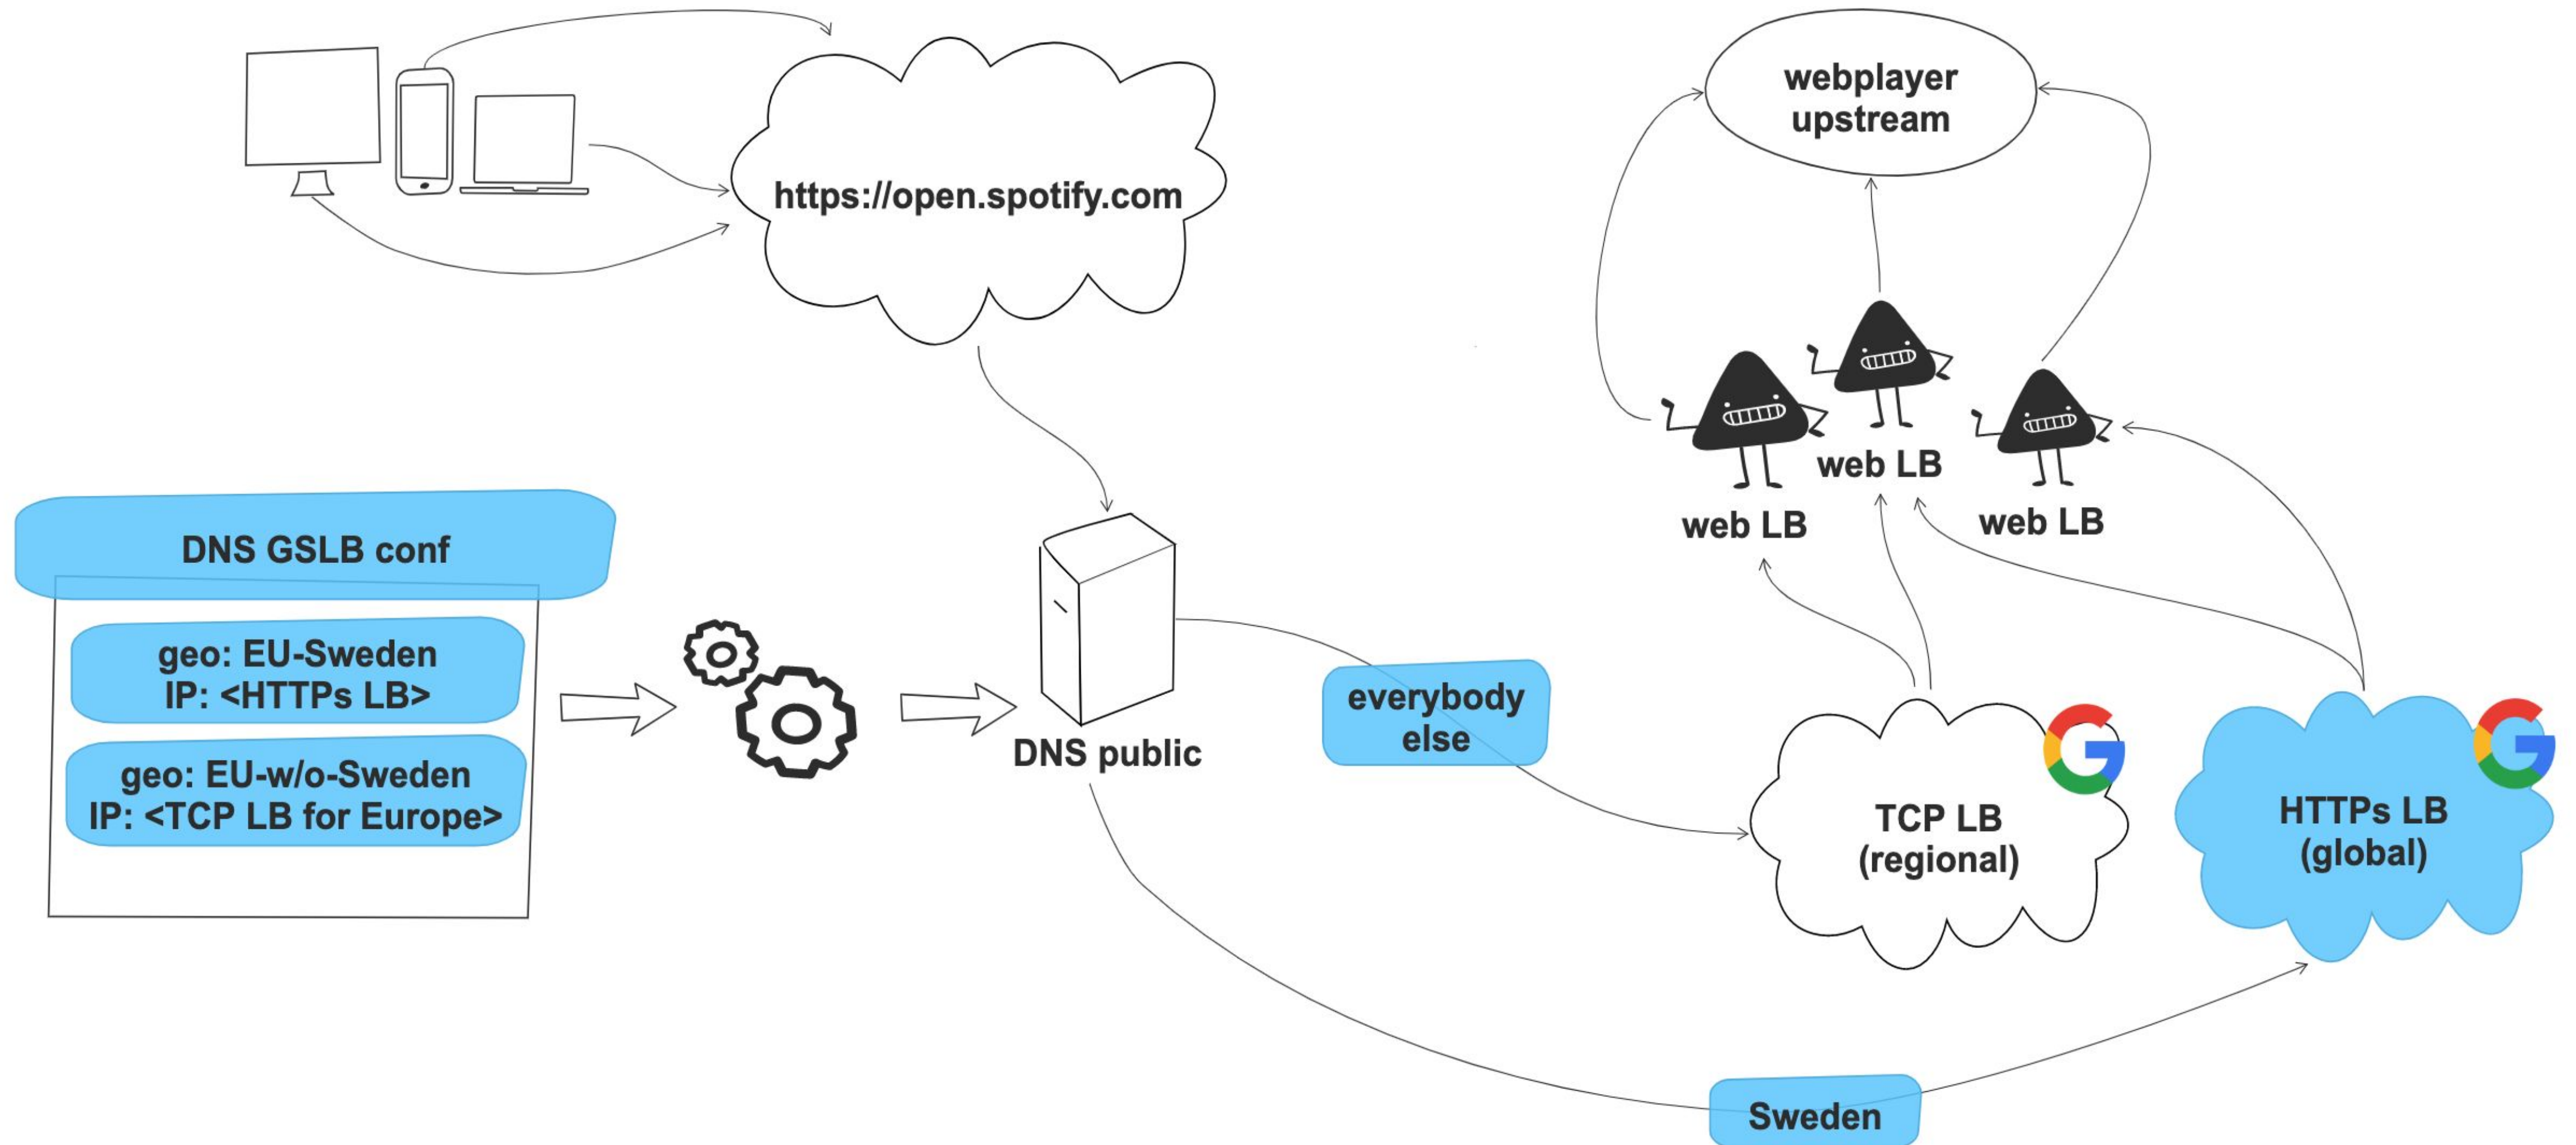 https://open.spotify.com
webplayer
upstream
web LB
web LB
web LB
DNS GSLB conf
geo: EU-Sweden
IP: <HTTPs LB>
geo: EU-w/o-Sweden
IP: <TCP LB for Europe>
DNS public
everybody
else
TCP LB
(regional)
HTTPs LB
(global)
Sweden